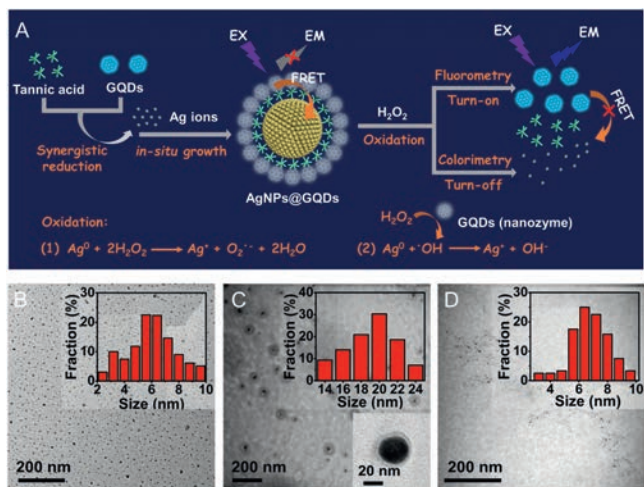 A
EX
EM
FRET
Tannic acid
GQDs
Ag ions
Synergistic
reduction
in-situ growth
AgNPs@GQDs
H₂O₂
Oxidation
Fluorometry
Turn-on
Colorimetry
Turn-off
EX
EM
FRET
GQDs (nanozyme)
Oxidation:
H₂O₂
(1) Ag⁰ + 2H₂O₂ → Ag⁺ + O₂˙⁻ + 2H₂O
(2) Ag⁰ + ·OH → Ag⁺ + OH⁻
B
Fraction (%)
30
20
10
0
2 4 6 8 10
Size (nm)
200 nm
C
Fraction (%)
40
30
20
10
0
14 16 18 20 22 24
Size (nm)
200 nm
20 nm
D
Fraction (%)
30
20
10
0
4 6 8 10
Size (nm)
200 nm